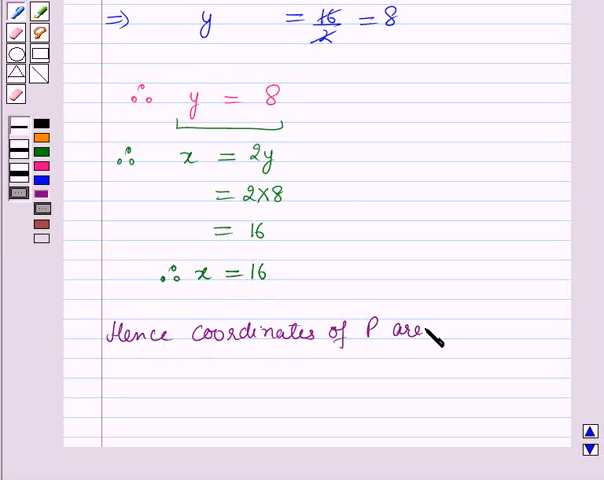 ⇒ y = 16/2 = 8
∴ y = 8
∴ x = 2y
= 2×8
= 16
∴ x = 16
Hence coordinates of P are